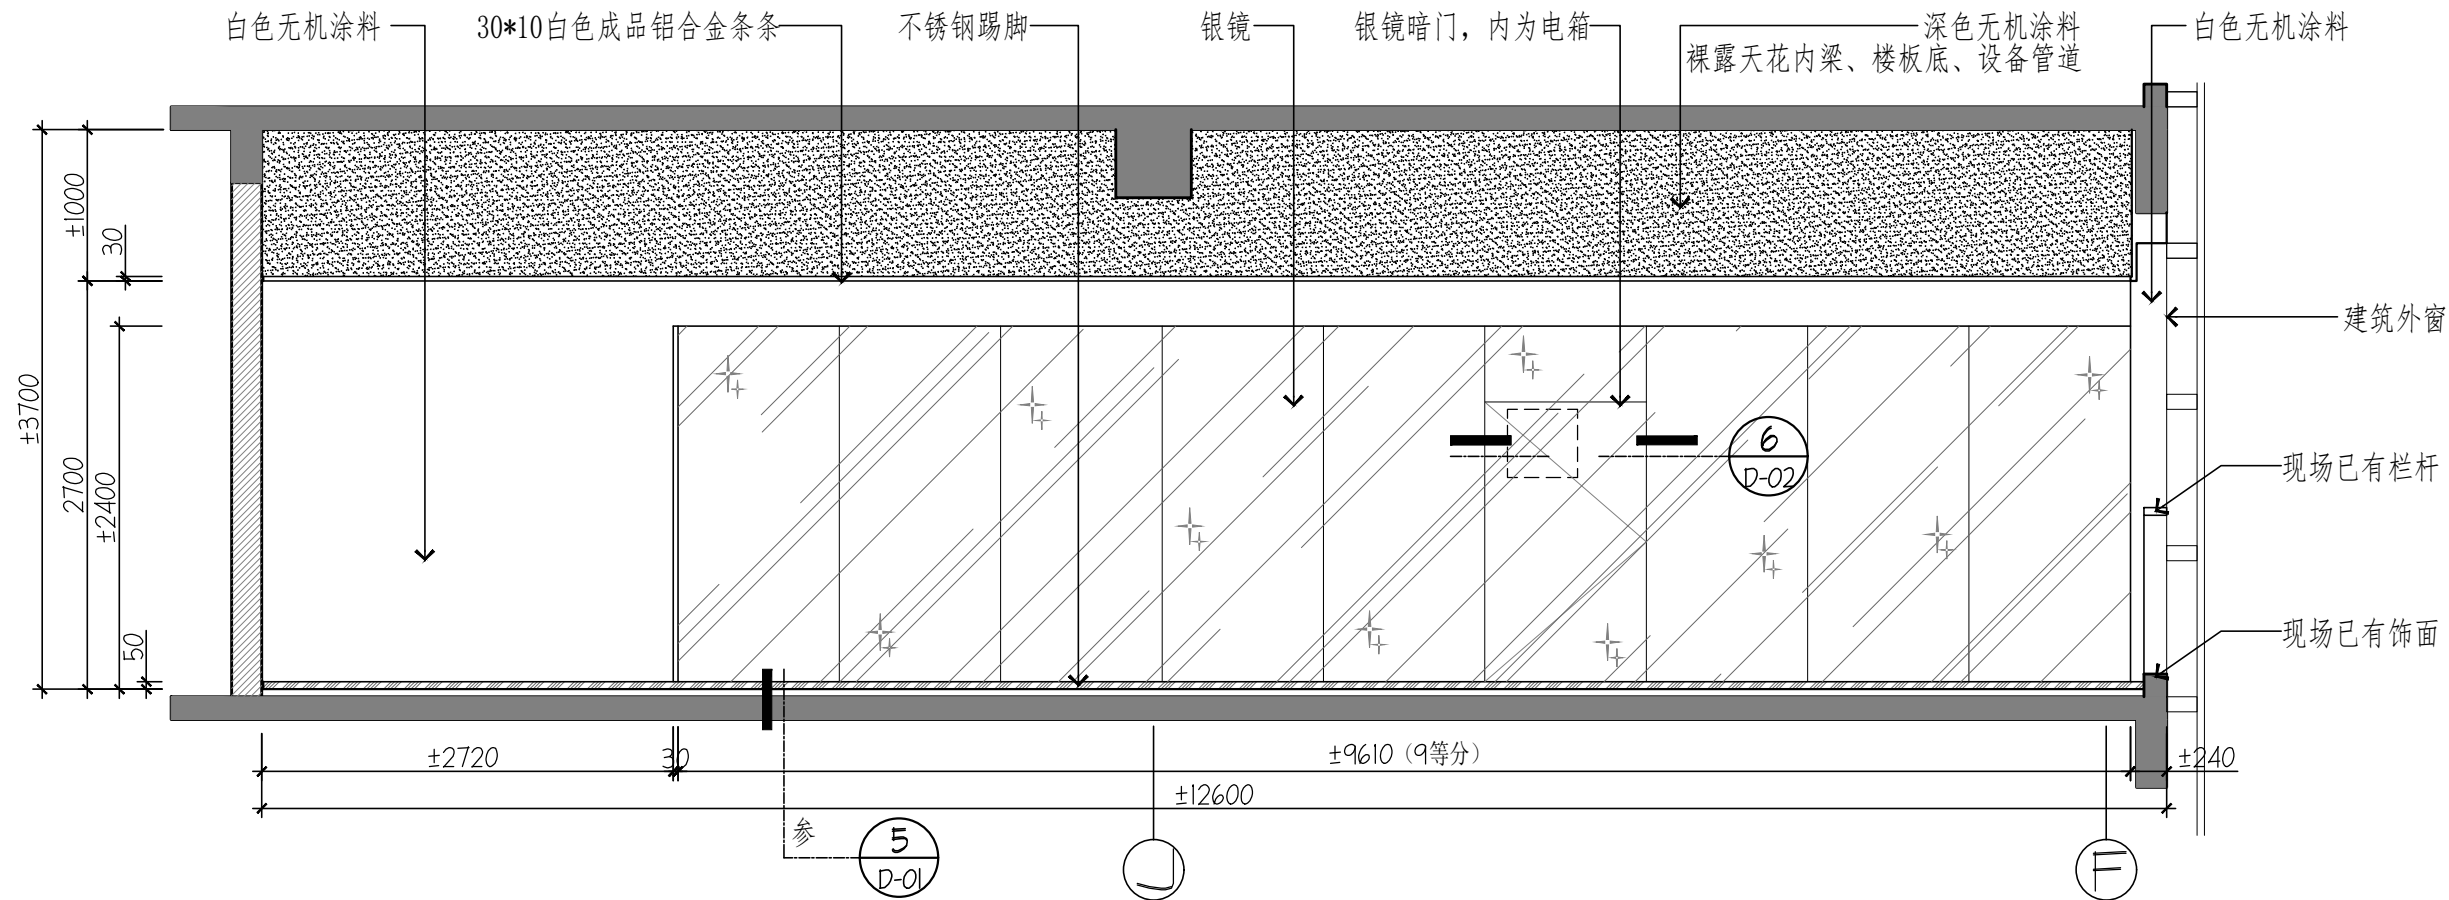 白色无机涂料
30*10白色成品铝合金条条
不锈钢踢脚
银镜
银镜暗门，内为电箱
深色无机涂料
裸露天花内梁、楼板底、设备管道
白色无机涂料
建筑外窗
现场已有栏杆
现场已有饰面
±3700
±1000
30
2700
±2400
50
6
D-02
±2720
30
±9610（9等分）
±240
±12600
参
5
D-01
J
F